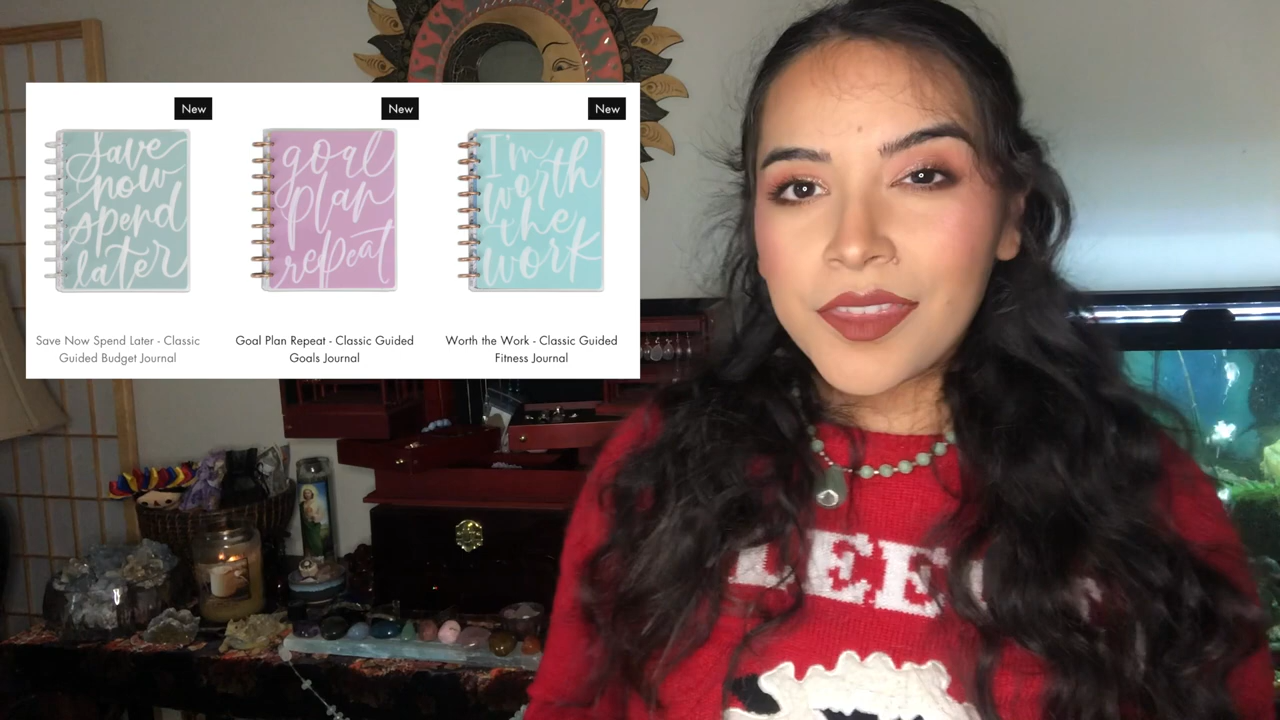 New
New
New
Save
now
spend
later
goal
plan
repeat
I'm
worth
the
work
Save Now Spend Later - Classic
Guided Budget Journal
Goal Plan Repeat - Classic Guided
Goals Journal
Worth the Work - Classic Guided
Fitness Journal